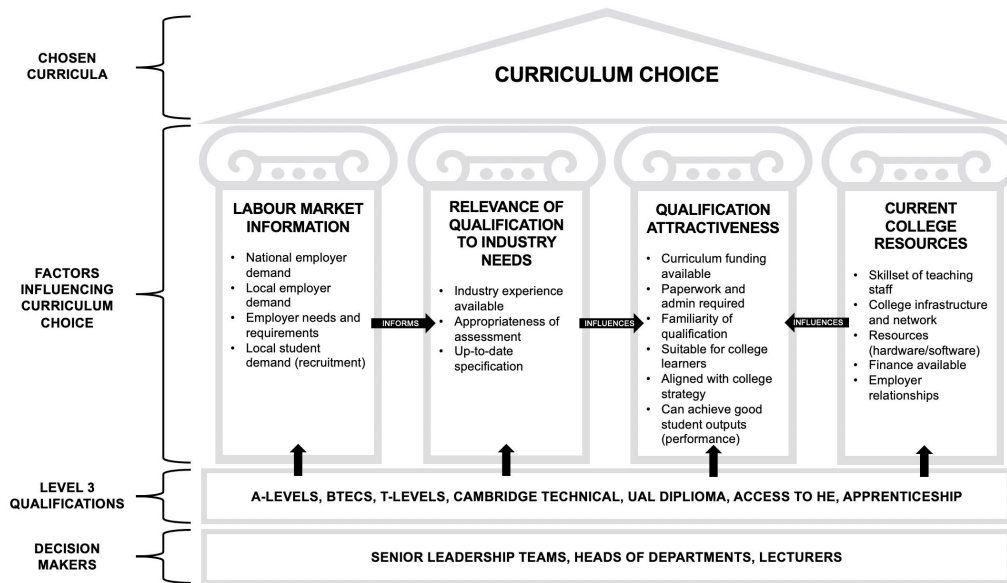 CHOSEN
CURRICULA
CURRICULUM CHOICE
FACTORS
INFLUENCING
CURRICULUM
CHOICE
LABOUR MARKET
INFORMATION
• National employer
demand
• Local employer
demand
• Employer needs and
requirements
• Local student
demand (recruitment)
INFORMS
RELEVANCE OF
QUALIFICATION
TO INDUSTRY
NEEDS
• Industry experience
available
• Appropriateness of
assessment
• Up-to-date
specification
INFLUENCES
QUALIFICATION
ATTRACTIVENESS
• Curriculum funding
available
• Paperwork and
admin required
• Familiarity of
qualification
• Suitable for college
learners
• Aligned with college
strategy
• Can achieve good
student outputs
(performance)
INFLUENCES
CURRENT
COLLEGE
RESOURCES
• Skillset of teaching
staff
• College infrastructure
and network
• Resources
(hardware/software)
• Finance available
• Employer
relationships
LEVEL 3
QUALIFICATIONS
A-LEVELS, BTECS, T-LEVELS, CAMBRIDGE TECHNICAL, UAL DIPLIOMA, ACCESS TO HE, APPRENTICESHIP
DECISION
MAKERS
SENIOR LEADERSHIP TEAMS, HEADS OF DEPARTMENTS, LECTURERS